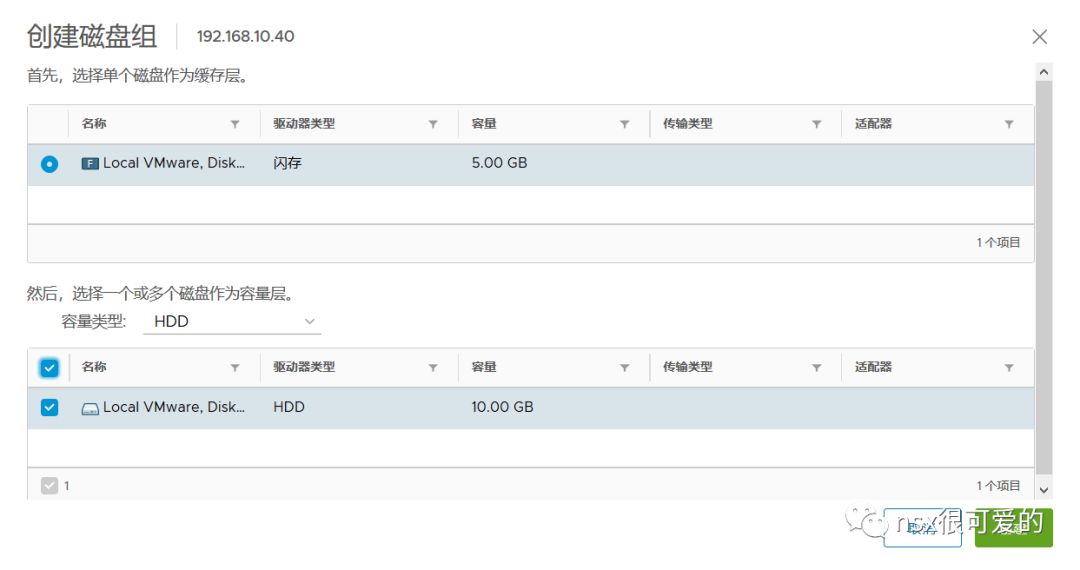 创建磁盘组 192.168.10.40
首先，选择单个磁盘作为缓存层。
名称 驱动器类型 容量 传输类型 适配器
F Local VMware, Disk... 闪存 5.00 GB
1 个项目
然后，选择一个或多个磁盘作为容量层。
容量类型: HDD
名称 驱动器类型 容量 传输类型 适配器
Local VMware, Disk... HDD 10.00 GB
1 1 个项目
取消
nsx很可爱的